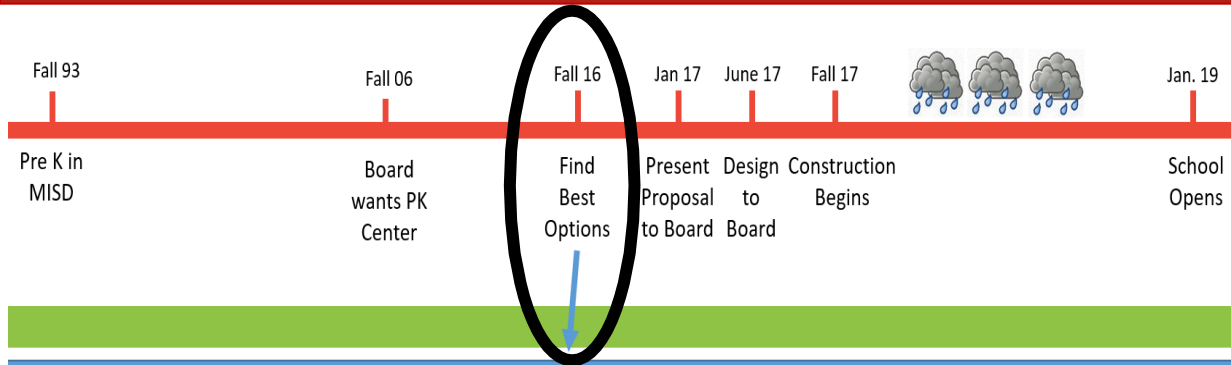 Fall 93
Fall 06
Fall 16
Jan 17
June 17
Fall 17
Jan. 19
Pre K in
MISD
Board
wants PK
Center
Find
Best
Options
Present
Proposal
to Board
Design
to
Board
Construction
Begins
School
Opens